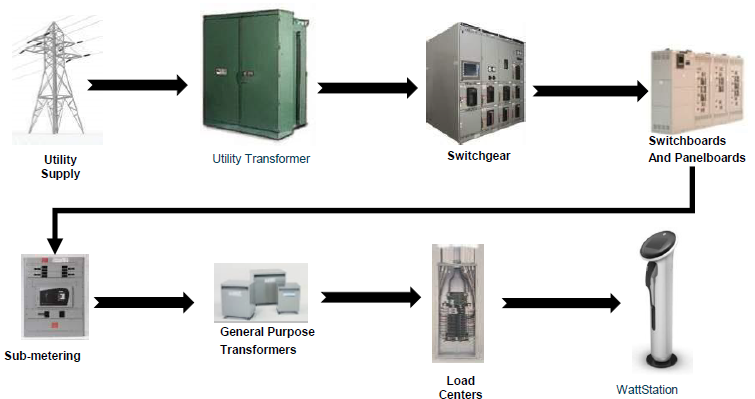 Utility
Supply
Utility Transformer
Switchgear
Switchboards
And Panelboards
Sub-metering
General Purpose
Transformers
Load
Centers
WattStation